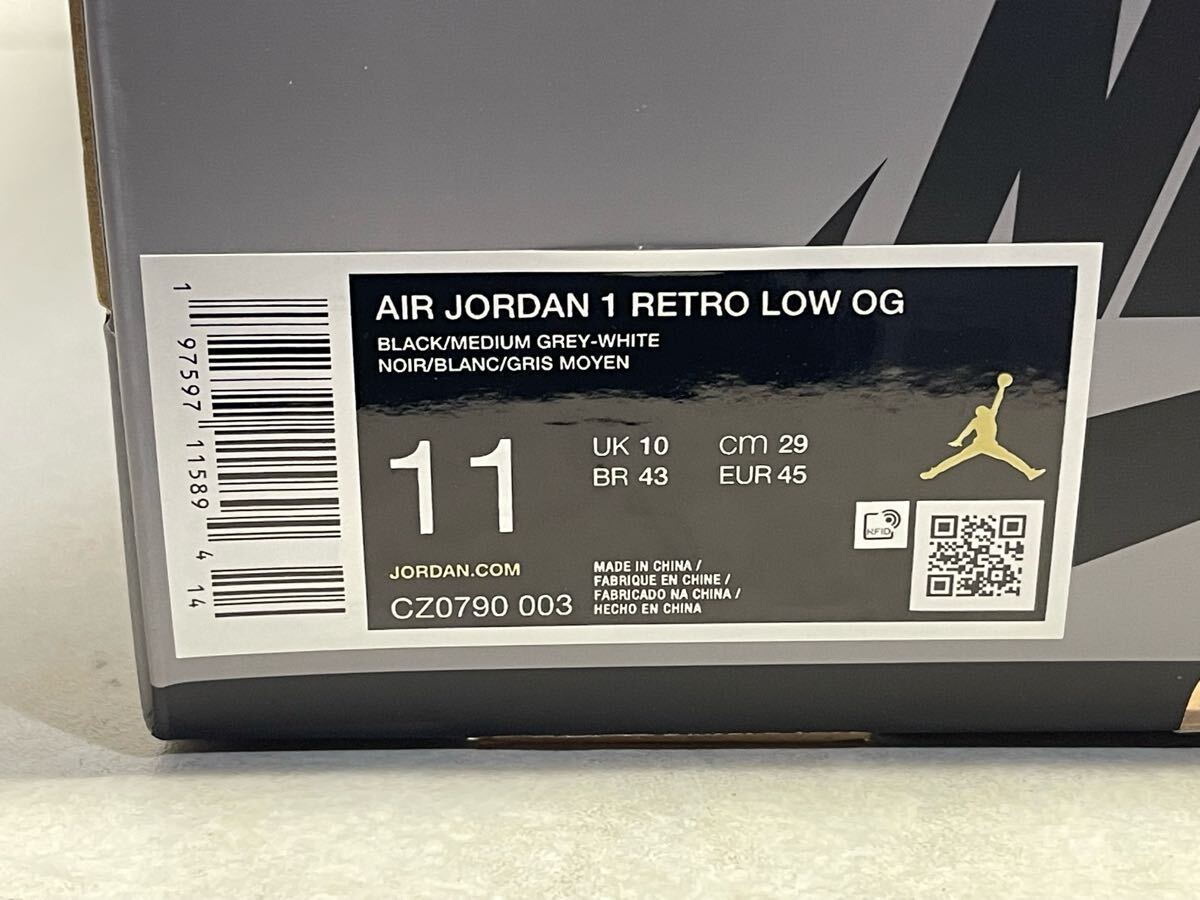 AIR JORDAN 1 RETRO LOW OG
BLACK/MEDIUM GREY-WHITE
NOIR/BLANC/GRIS MOYEN
11
UK 10 cm 29
BR 43 EUR 45
RFID
JORDAN.COM
CZ0790 003
MADE IN CHINA /
FABRIQUE EN CHINE /
FABRICADO NA CHINA /
HECHO EN CHINA
1 97597 11589 4 14